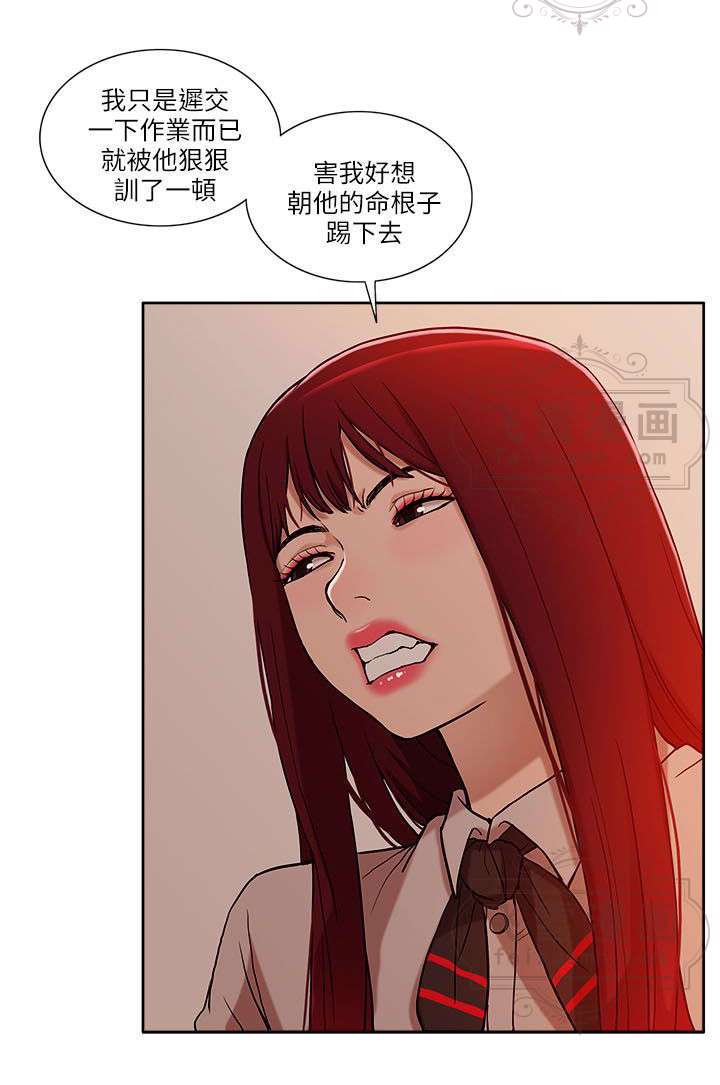 我只是遲交
一下作業而已
就被他狠狠
訓了一頓
害我好想
朝他的命根子
踢下去